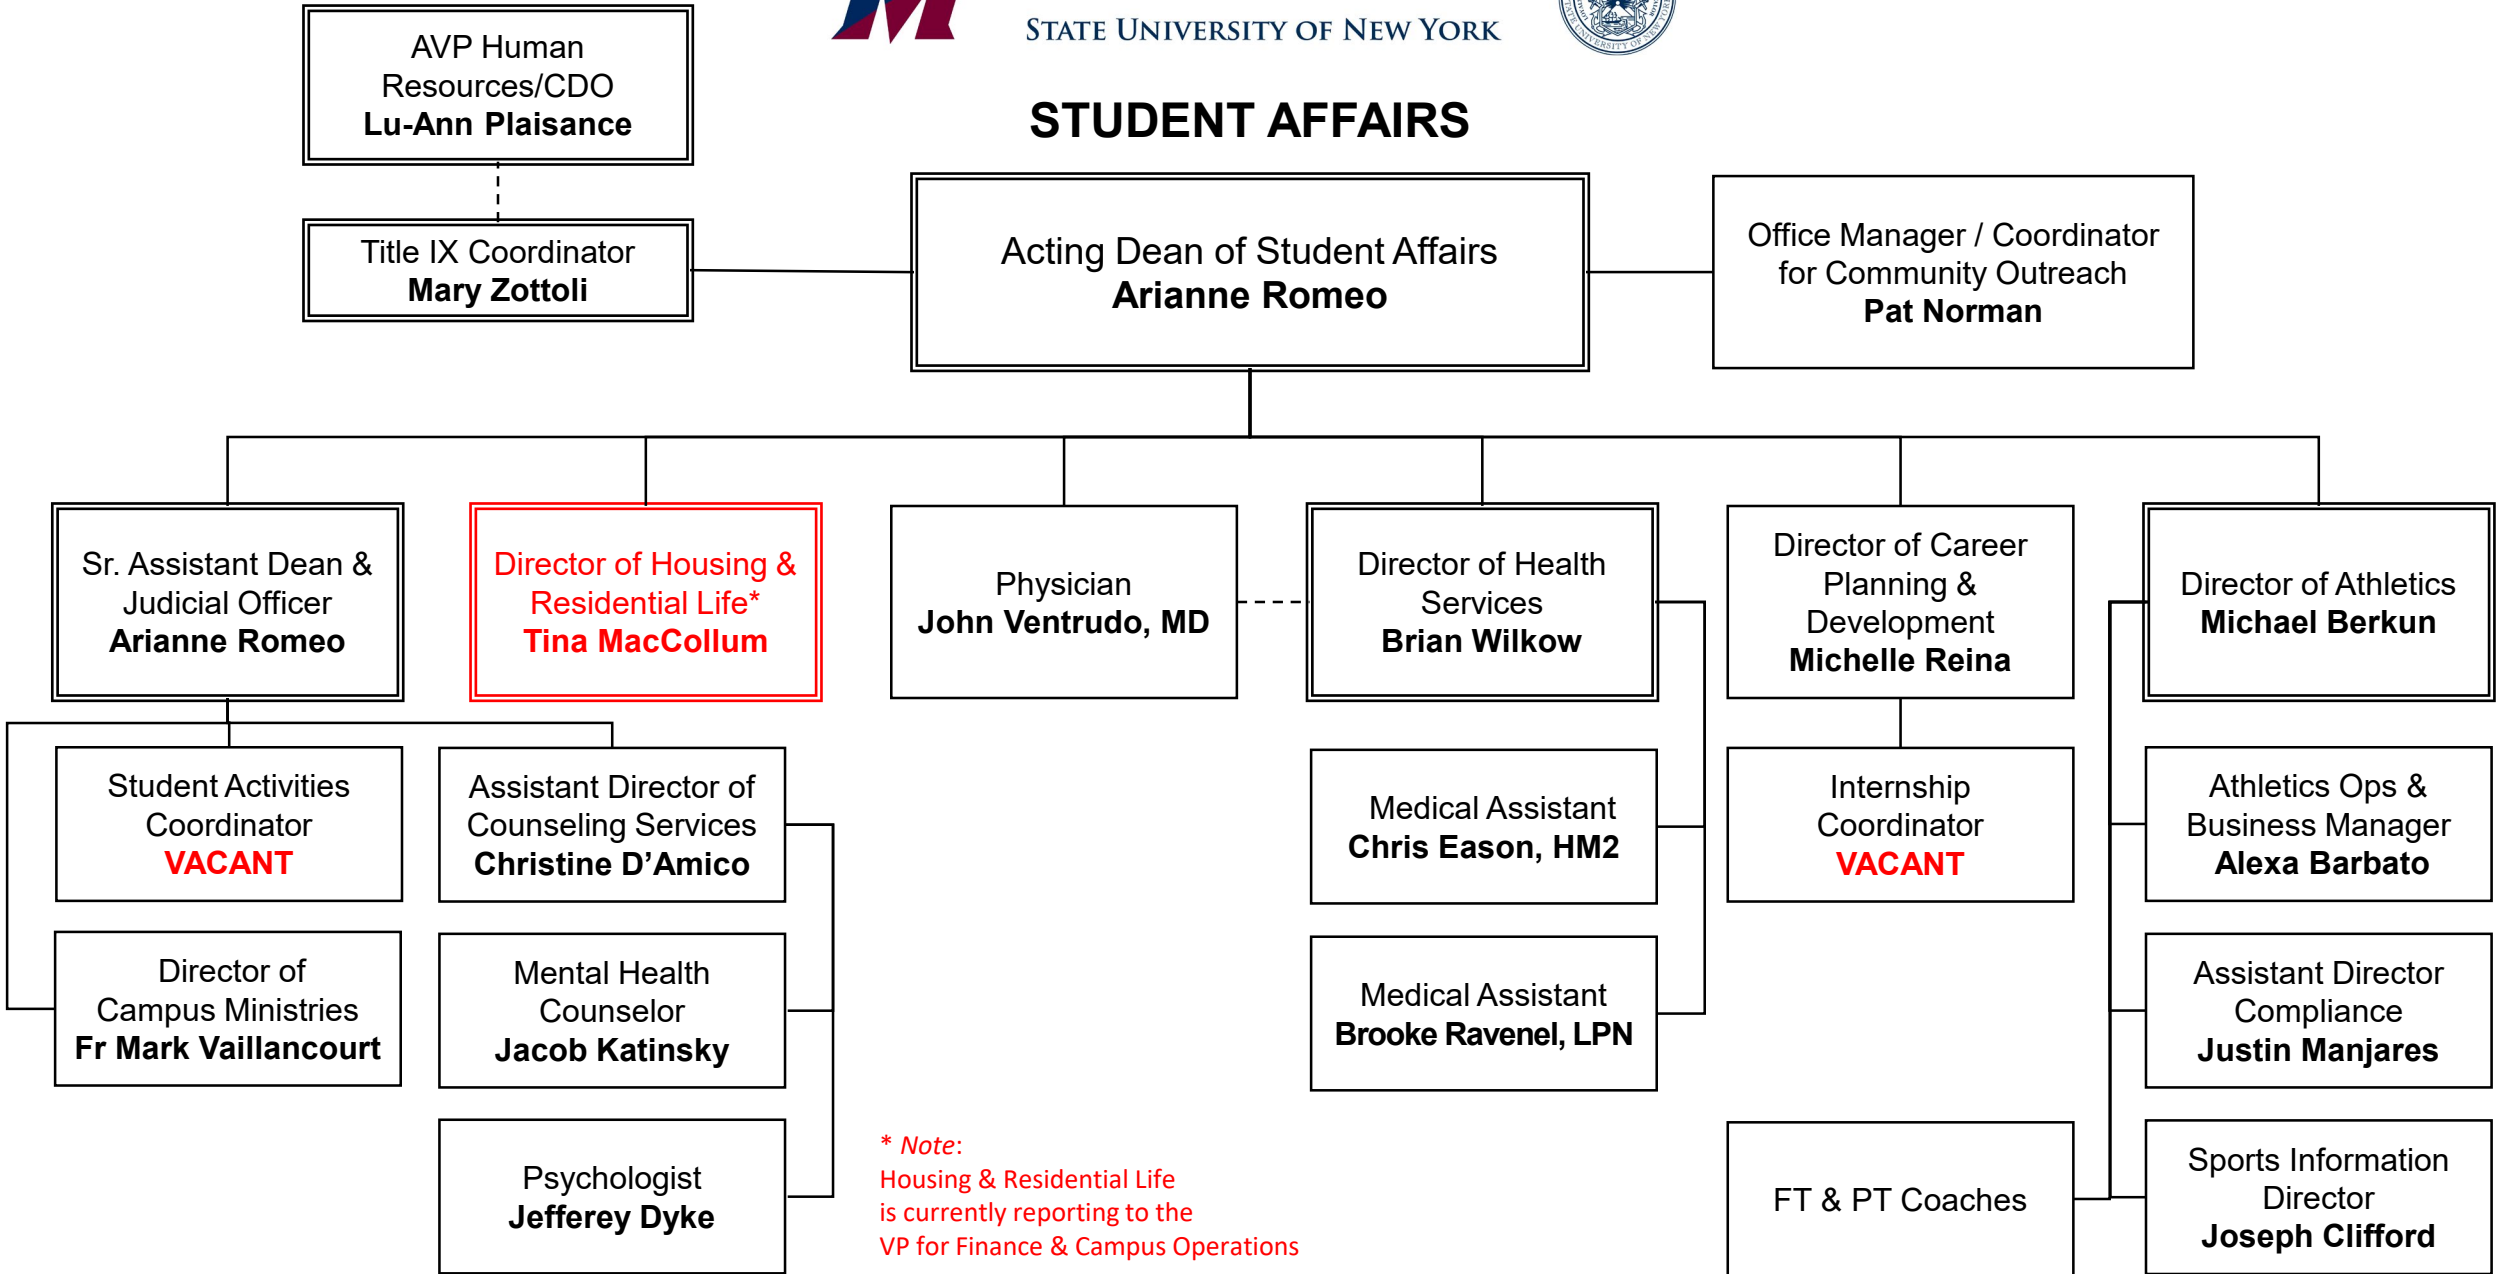 STATE UNIVERSITY OF NEW YORK
STATE UNIVERSITY OF NEW YORK
STUDENT AFFAIRS
AVP Human
Resources/CDO
Lu-Ann Plaisance
Title IX Coordinator
Mary Zottoli
Acting Dean of Student Affairs
Arianne Romeo
Office Manager / Coordinator
for Community Outreach
Pat Norman
Sr. Assistant Dean &
Judicial Officer
Arianne Romeo
Director of Housing &
Residential Life*
Tina MacCollum
Physician
John Ventrudo, MD
Director of Health
Services
Brian Wilkow
Director of Career
Planning &
Development
Michelle Reina
Director of Athletics
Michael Berkun
Student Activities
Coordinator
VACANT
Assistant Director of
Counseling Services
Christine D’Amico
Medical Assistant
Chris Eason, HM2
Internship
Coordinator
VACANT
Athletics Ops &
Business Manager
Alexa Barbato
Director of
Campus Ministries
Fr Mark Vaillancourt
Mental Health
Counselor
Jacob Katinsky
Medical Assistant
Brooke Ravenel, LPN
Assistant Director
Compliance
Justin Manjares
Psychologist
Jefferey Dyke
* Note:
Housing & Residential Life
is currently reporting to the
VP for Finance & Campus Operations
FT & PT Coaches
Sports Information
Director
Joseph Clifford